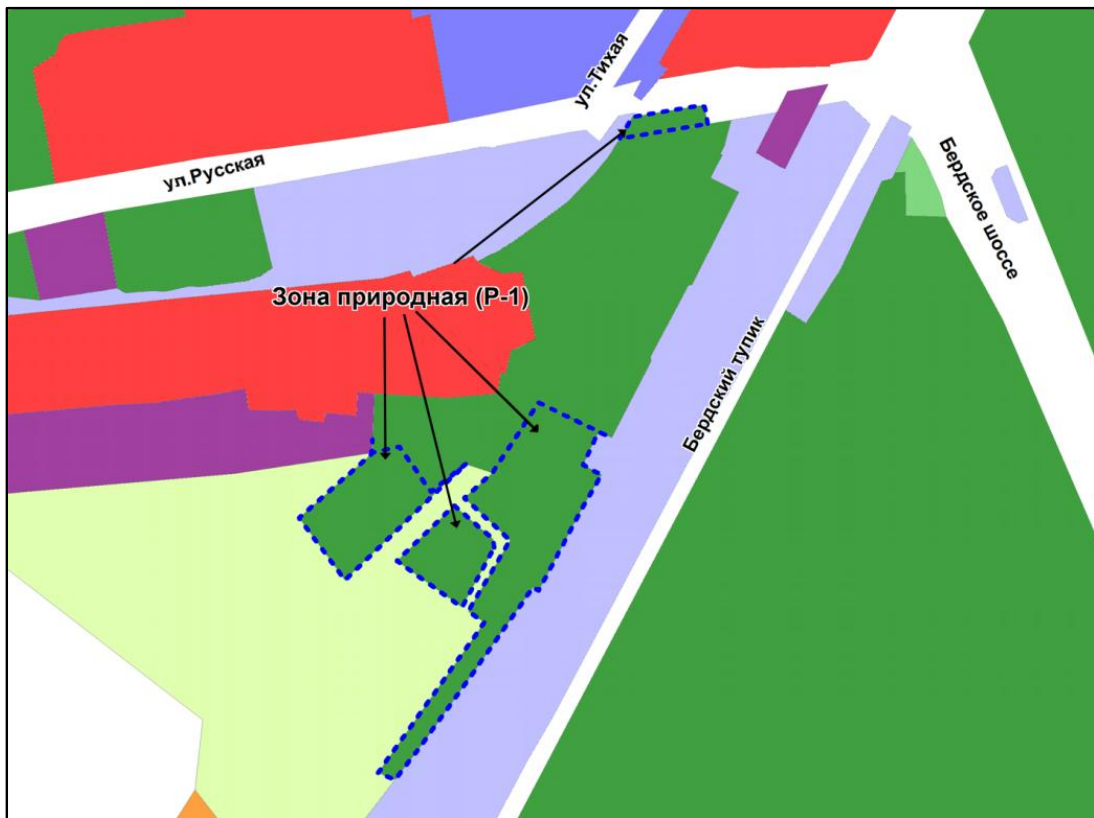 ул.Тихая
ул.Русская
Бердское шоссе
Зона природная (Р-1)
Бердский тупик